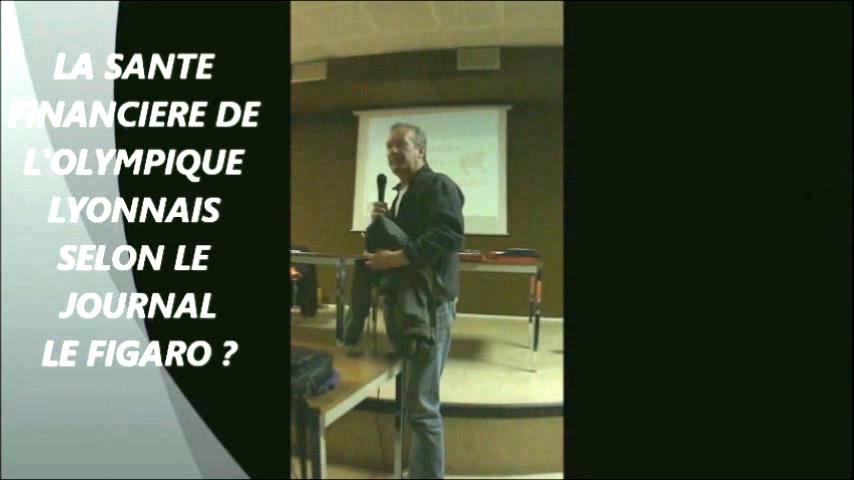 LA SANTE
FINANCIERE DE
L'OLYMPIQUE
LYONNAIS
SELON LE
JOURNAL
LE FIGARO ?